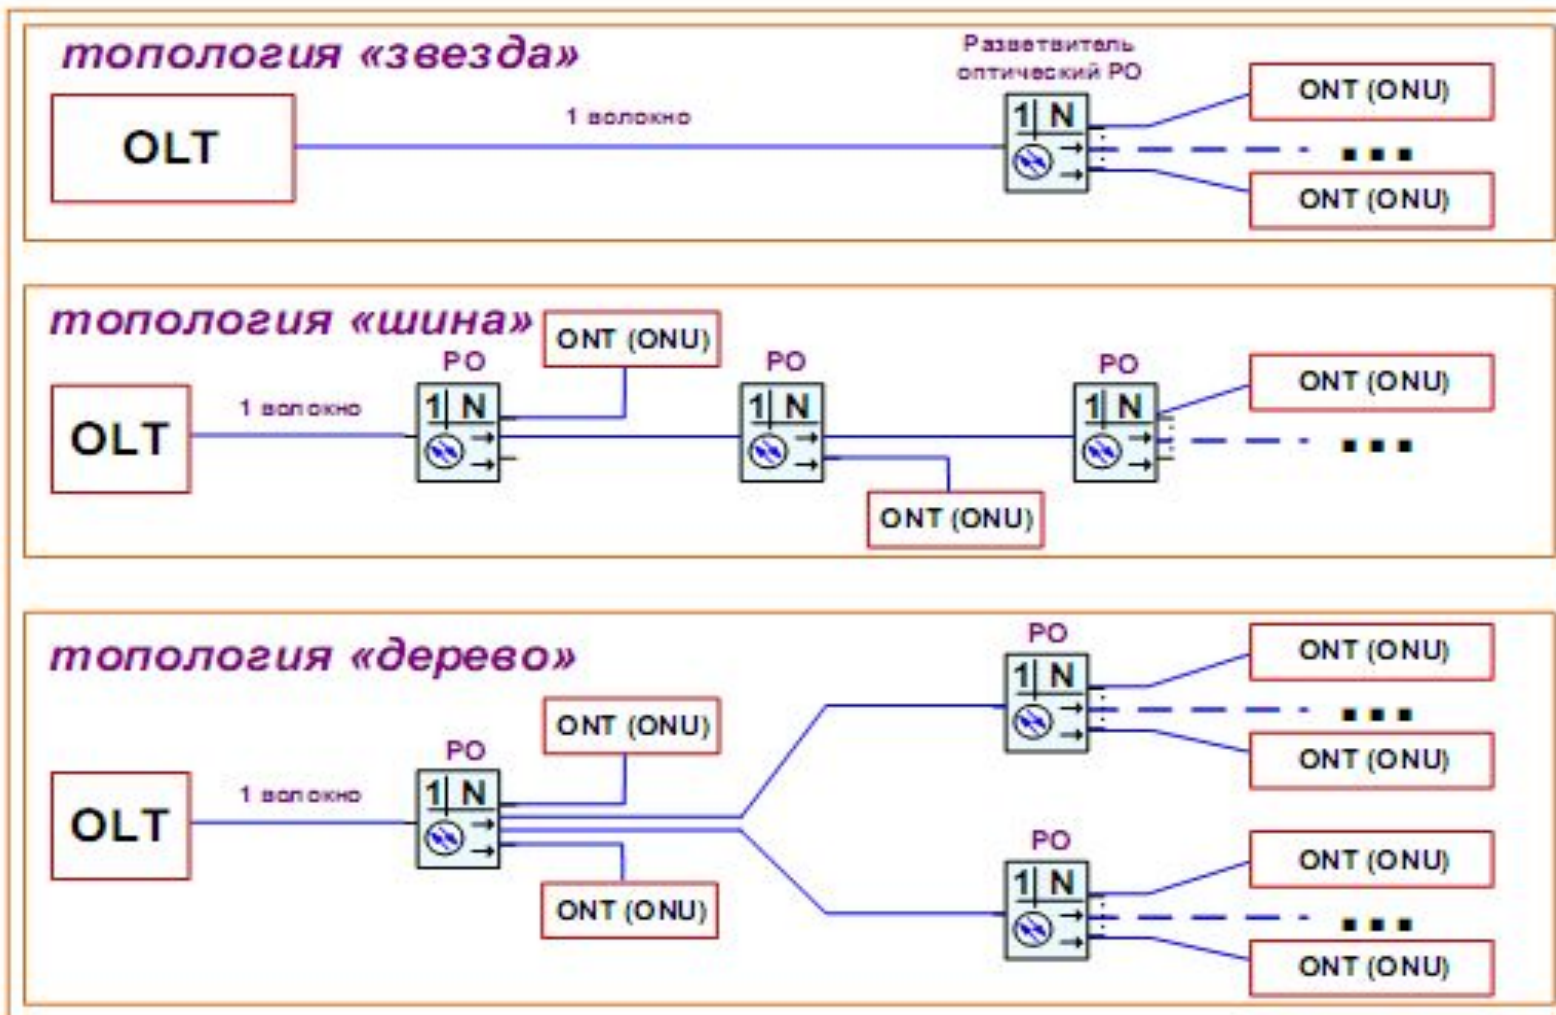 топология «звезда»
Разветвитель
оптический РО
OLT
1 волокно
1 N
ONT (ONU)
...
ONT (ONU)
топология «шина»
OLT
1 волокно
РО
1 N
ONT (ONU)
РО
1 N
ONT (ONU)
РО
1 N
ONT (ONU)
...
топология «дерево»
OLT
1 волокно
РО
1 N
ONT (ONU)
ONT (ONU)
РО
1 N
ONT (ONU)
...
ONT (ONU)
РО
1 N
ONT (ONU)
...
ONT (ONU)